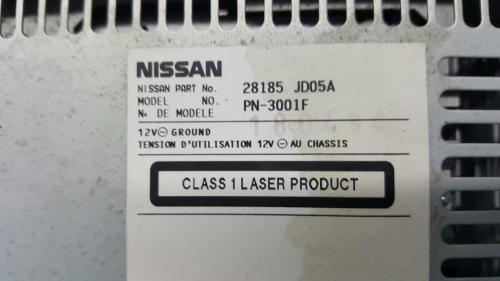 NISSAN
NISSAN PART No. 28185 JD05A
MODEL NO. PN-3001F
No DE MODELE
12V⊖ GROUND
TENSION D'UTILISATION 12V ⊖ AU CHASSIS
CLASS 1 LASER PRODUCT